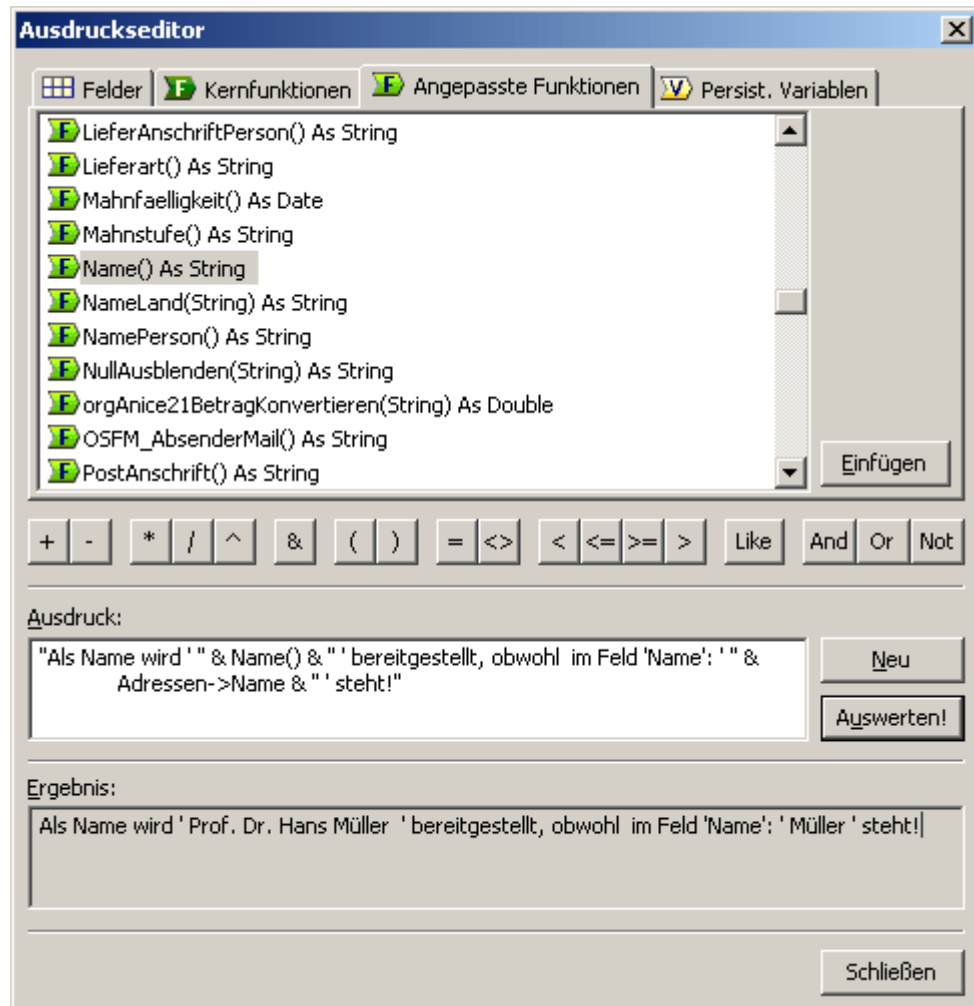 Ausdruckseditor
Felder Kernfunktionen Angepasste Funktionen Persist. Variablen
LieferAnschriftPerson() As String
Lieferart() As String
Mahnfaelligkeit() As Date
Mahnstufe() As String
Name() As String
NameLand(String) As String
NamePerson() As String
NullAusblenden(String) As String
orgAnice21BetragKonvertieren(String) As Double
OSFM_AbsenderMail() As String
PostAnschrift() As String
Einfügen
+ - * / ^ & ( ) = <> < <= >= > Like And Or Not
Ausdruck:
"Als Name wird ' " & Name() & " ' bereitgestellt, obwohl  im Feld 'Name': ' " &
Adressen->Name & " ' steht!"
Neu
Auswerten!
Ergebnis:
Als Name wird ' Prof. Dr. Hans Müller  ' bereitgestellt, obwohl  im Feld 'Name': ' Müller ' steht!
Schließen